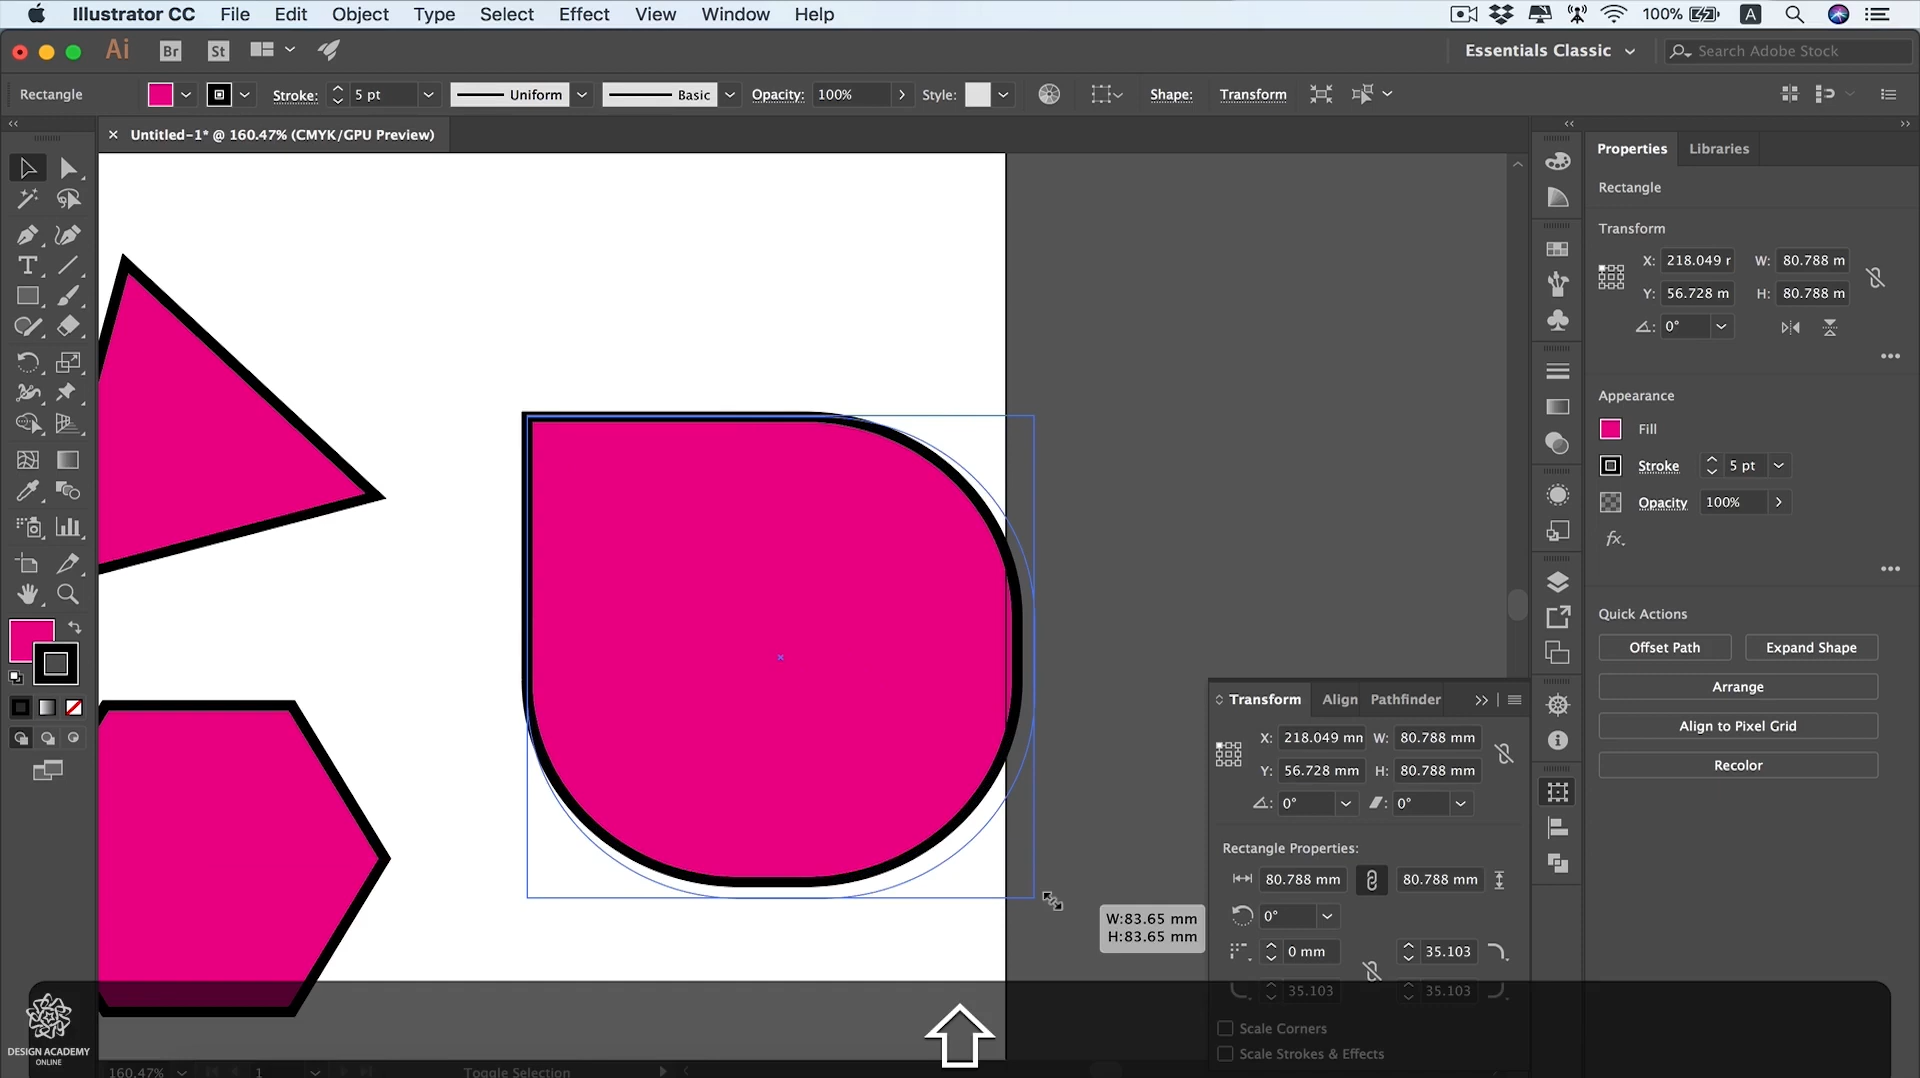 Illustrator CC File Edit Object Type Select Effect View Window Help 100% A
Ai Br St Essentials Classic Search Adobe Stock
Rectangle Stroke: 5 pt Uniform Basic Opacity: 100% Style: Shape: Transform
Untitled-1* @ 160.47% (CMYK/GPU Preview)
Properties Libraries
Rectangle
Transform
X: 218.049 r W: 80.788 m
Y: 56.728 m H: 80.788 m
0°
Appearance
Fill
Stroke 5 pt
Opacity 100%
fx.
Quick Actions
Offset Path Expand Shape
Arrange
Align to Pixel Grid
Recolor
Transform Align Pathfinder
X: 218.049 mn W: 80.788 mm
Y: 56.728 mm H: 80.788 mm
0° 0°
Rectangle Properties:
80.788 mm 80.788 mm
0°
0 mm 35.103
35.103 35.103
Scale Corners
Scale Strokes & Effects
W:83.65 mm
H:83.65 mm
DESIGN ACADEMY
ONLINE
160.47% 1 Toggle Selection